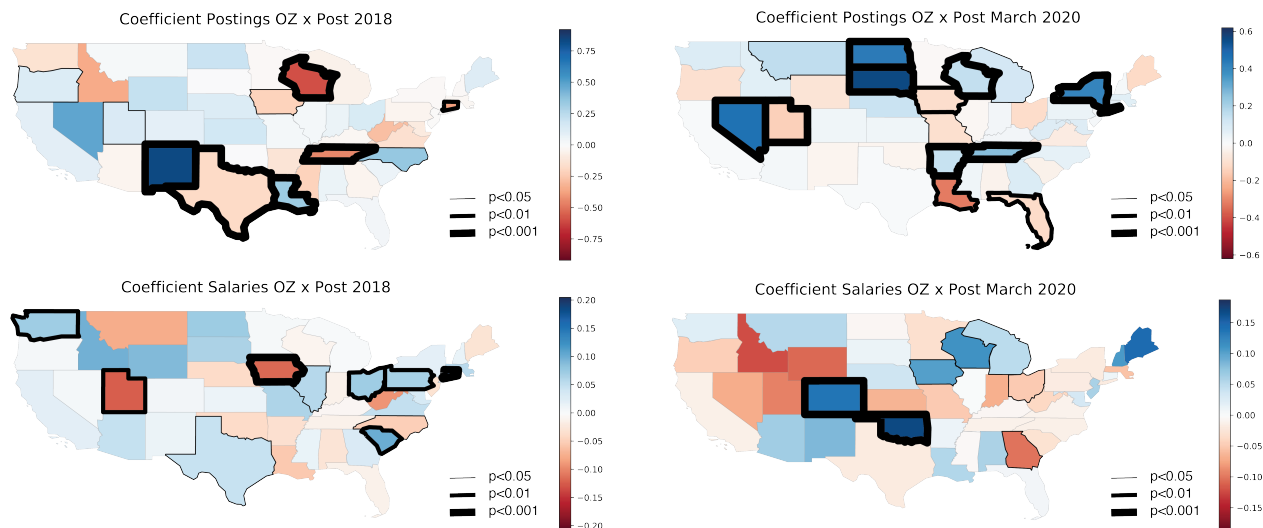 Coefficient Postings OZ x Post 2018
0.75
0.50
0.25
0.00
−0.25
−0.50
−0.75
p<0.05
p<0.01
p<0.001
Coefficient Postings OZ x Post March 2020
0.6
0.4
0.2
0.0
−0.2
−0.4
−0.6
p<0.05
p<0.01
p<0.001
Coefficient Salaries OZ x Post 2018
0.20
0.15
0.10
0.05
0.00
−0.05
−0.10
−0.15
−0.20
p<0.05
p<0.01
p<0.001
Coefficient Salaries OZ x Post March 2020
0.15
0.10
0.05
0.00
−0.05
−0.10
−0.15
p<0.05
p<0.01
p<0.001